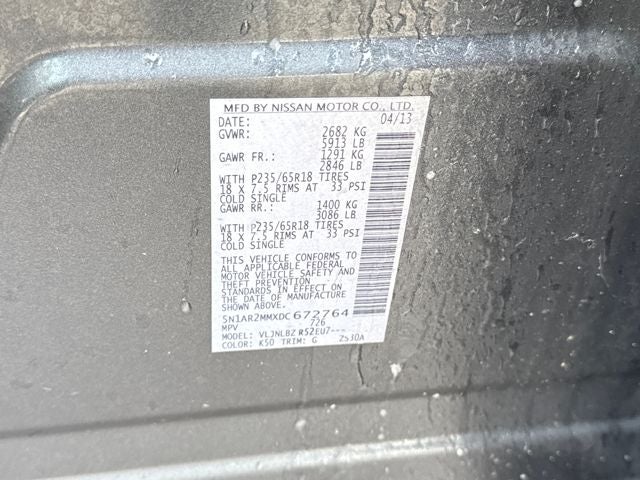 MFD BY NISSAN MOTOR CO., LTD.
DATE: 04/13
GVWR: 2682 KG
5913 LB
GAWR FR.: 1291 KG
2846 LB
WITH P235/65R18 TIRES
18 X 7.5 RIMS AT 33 PSI
COLD SINGLE
GAWR RR.: 1400 KG
3086 LB
WITH P235/65R18 TIRES
18 X 7.5 RIMS AT 33 PSI
COLD SINGLE
THIS VEHICLE CONFORMS TO
ALL APPLICABLE FEDERAL
MOTOR VEHICLE SAFETY AND
THEFT PREVENTION
STANDARDS IN EFFECT ON
THE DATE OF MANUFACTURE
SHOWN ABOVE.
5N1AR2MMXDC672764
MPV 726
VLJNLBZ R52EU7---
COLOR: K50 TRIM: G 2S30A